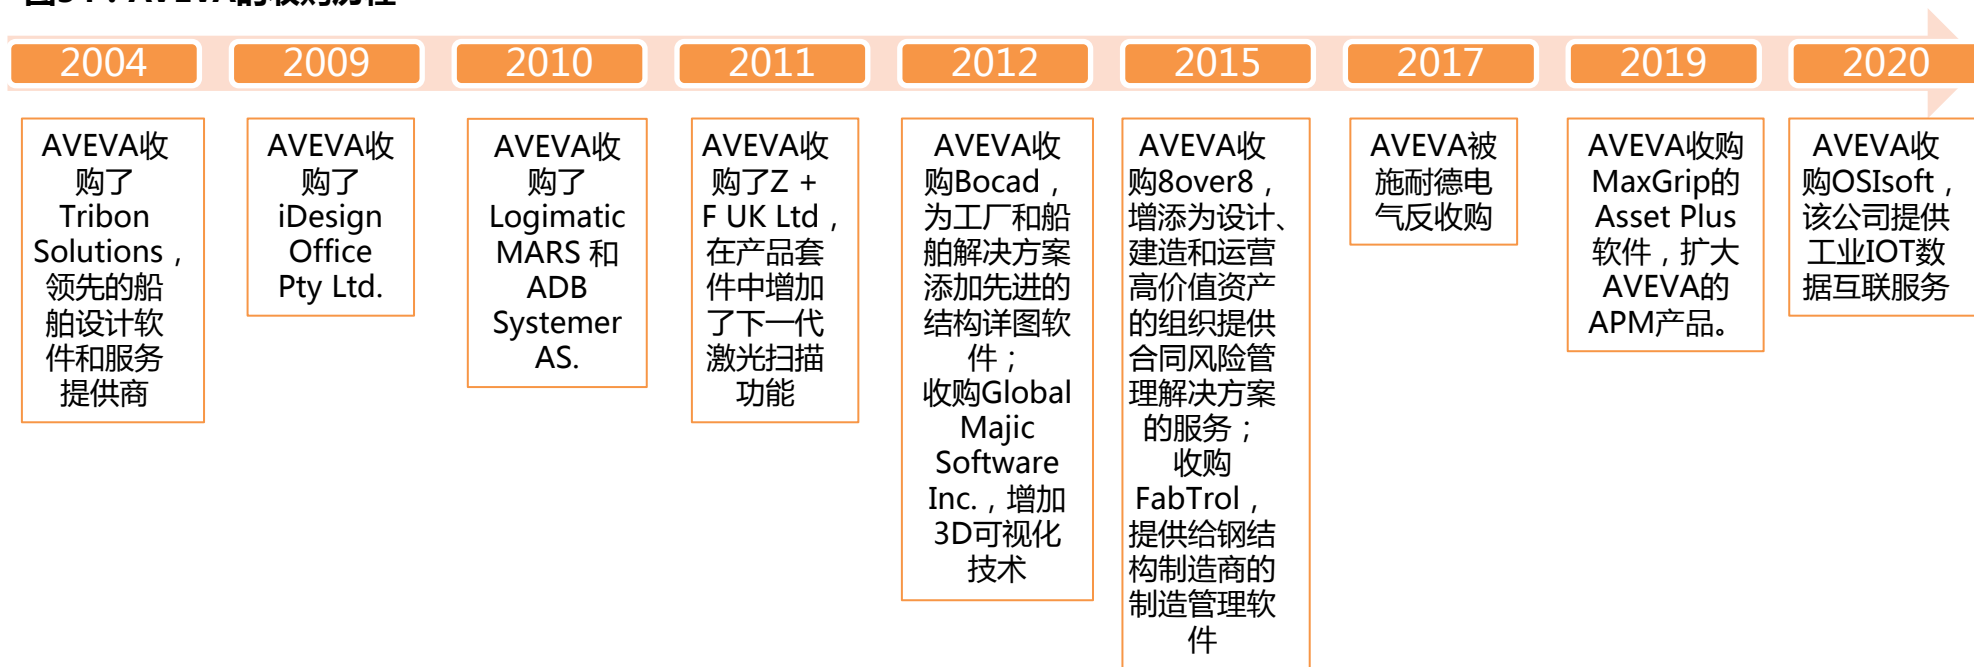 2004
2009
2010
2011
2012
2015
2017
2019
2020
AVEVA收
购了
Tribon
Solutions，
领先的船
舶设计软
件和服务
提供商
AVEVA收
购了
iDesign
Office
Pty Ltd.
AVEVA收
购了
Logimatic
MARS 和
ADB
Systemer
AS.
AVEVA收
购了Z +
F UK Ltd，
在产品套
件中增加
了下一代
激光扫描
功能
AVEVA收
购Bocad，
为工厂和船
舶解决方案
添加先进的
结构详图软
件；
收购Global
Majic
Software
Inc.，增加
3D可视化
技术
AVEVA收
购8over8，
增添为设计、
建造和运营
高价值资产
的组织提供
合同风险管
理解决方案
的服务；
收购
FabTrol，
提供给钢结
构制造商的
制造管理软
件
AVEVA被
施耐德电
气反收购
AVEVA收购
MaxGrip的
Asset Plus
软件，扩大
AVEVA的
APM产品。
AVEVA收
购OSIsoft，
该公司提供
工业IOT数
据互联服务